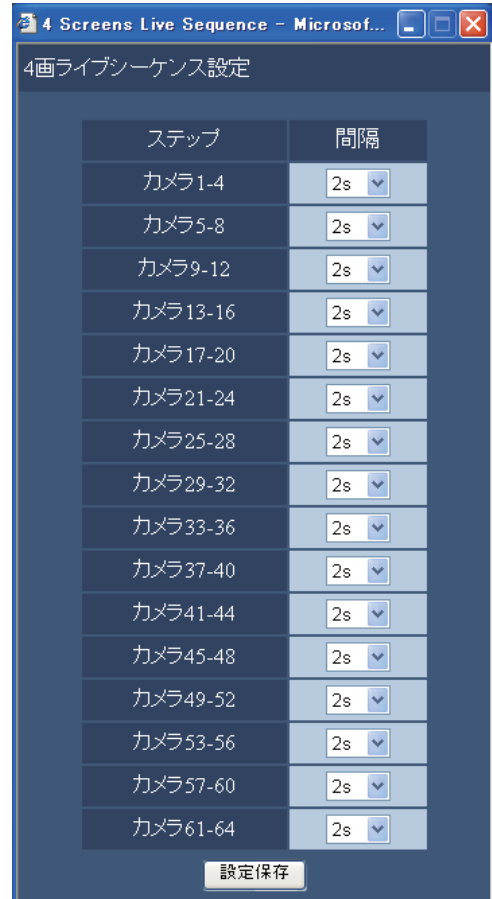 4 Screens Live Sequence - Microsof...
4画ライブシーケンス設定
ステップ 間隔
カメラ1-4 2s
カメラ5-8 2s
カメラ9-12 2s
カメラ13-16 2s
カメラ17-20 2s
カメラ21-24 2s
カメラ25-28 2s
カメラ29-32 2s
カメラ33-36 2s
カメラ37-40 2s
カメラ41-44 2s
カメラ45-48 2s
カメラ49-52 2s
カメラ53-56 2s
カメラ57-60 2s
カメラ61-64 2s
設定保存